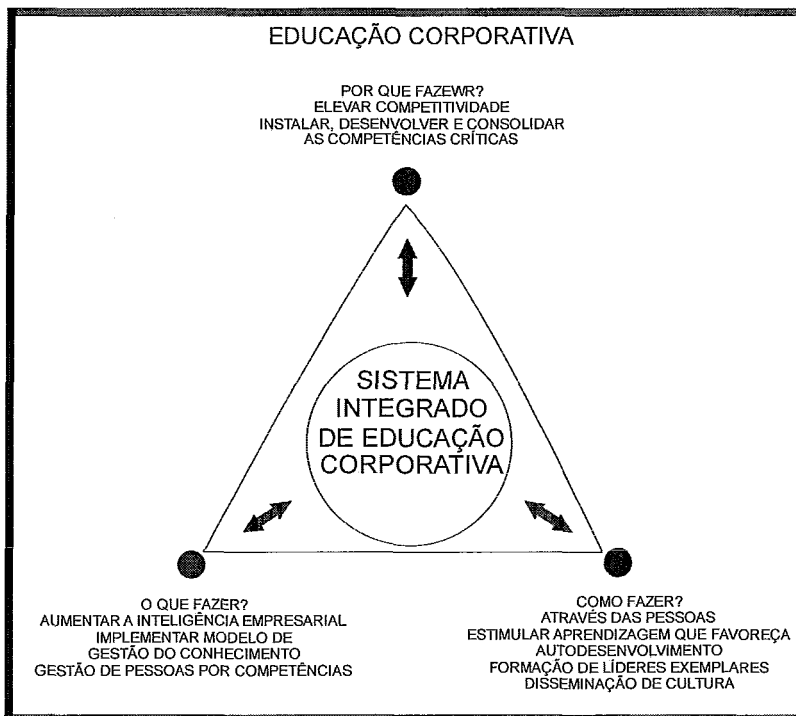 EDUCAÇÃO CORPORATIVA
POR QUE FAZEWR?
ELEVAR COMPETITIVIDADE
INSTALAR, DESENVOLVER E CONSOLIDAR
AS COMPETÊNCIAS CRÍTICAS
SISTEMA
INTEGRADO
DE EDUCAÇÃO
CORPORATIVA
O QUE FAZER?
AUMENTAR A INTELIGÊNCIA EMPRESARIAL
IMPLEMENTAR MODELO DE
GESTÃO DO CONHECIMENTO
GESTÃO DE PESSOAS POR COMPETÊNCIAS
COMO FAZER?
ATRAVÉS DAS PESSOAS
ESTIMULAR APRENDIZAGEM QUE FAVOREÇA
AUTODESENVOLVIMENTO
FORMAÇÃO DE LÍDERES EXEMPLARES
DISSEMINAÇÃO DE CULTURA